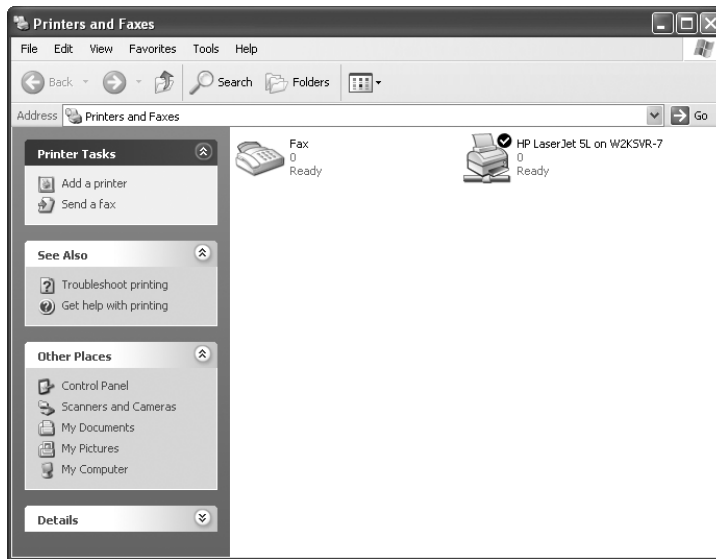 Printers and Faxes
File Edit View Favorites Tools Help
Back Search Folders
Address Printers and Faxes Go
Printer Tasks
Add a printer
Send a fax
See Also
Troubleshoot printing
Get help with printing
Other Places
Control Panel
Scanners and Cameras
My Documents
My Pictures
My Computer
Details
Fax
0
Ready
HP LaserJet 5L on W2KSVR-7
0
Ready